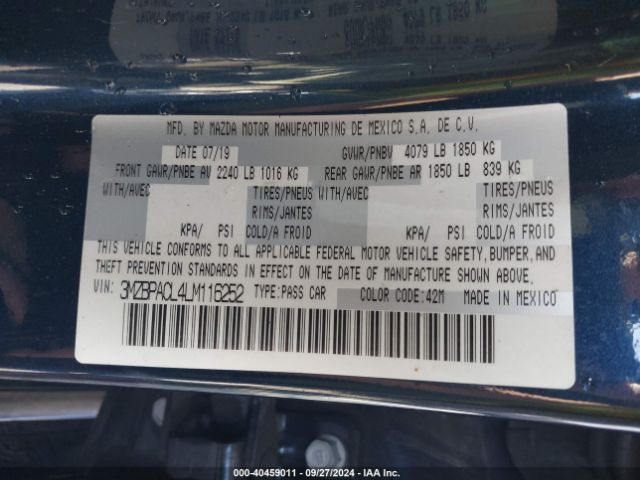 MFD. BY MAZDA MOTOR MANUFACTURING DE MEXICO S.A. DE C.V.
DATE 07/19 GVWR/PNBV 4079 LB 1850 KG
FRONT GAWR/PNBE AV 2240 LB 1016 KG REAR GAWR/PNBE AR 1850 LB 839 KG
WITH/AVEC TIRES/PNEUS WITH/AVEC TIRES/PNEUS
RIMS/JANTES RIMS/JANTES
KPA/ PSI COLD/A FROID KPA/ PSI COLD/A FROID
THIS VEHICLE CONFORMS TO ALL APPLICABLE FEDERAL MOTOR VEHICLE SAFETY, BUMPER, AND
THEFT PREVENTION STANDARDS IN EFFECT ON THE DATE OF MANUFACTURE SHOWN ABOVE.
VIN: 3MZBPACL4LM116252 TYPE:PASS CAR COLOR CODE:42M MADE IN MEXICO
000-40459011 - 09/27/2024 - IAA Inc.